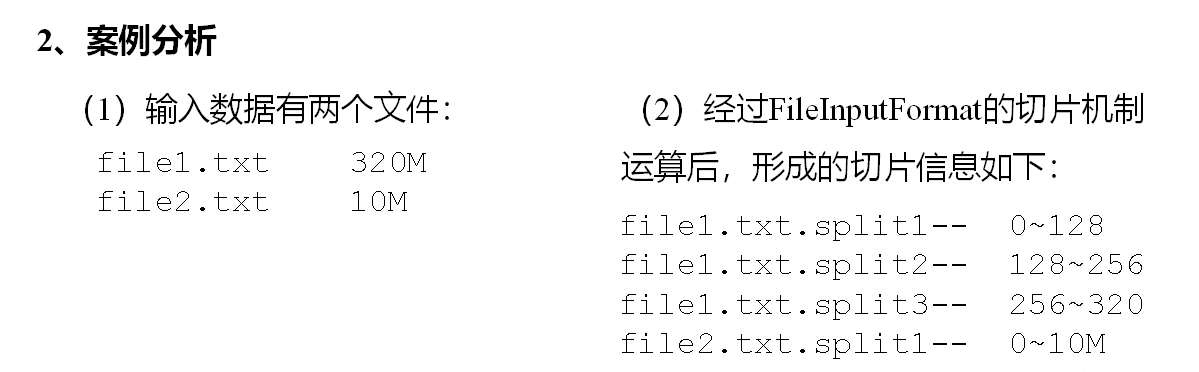 2、案例分析
（1）输入数据有两个文件：
file1.txt    320M
file2.txt    10M
（2）经过FileInputFormat的切片机制
运算后，形成的切片信息如下：
file1.txt.split1--  0~128
file1.txt.split2--  128~256
file1.txt.split3--  256~320
file2.txt.split1--  0~10M